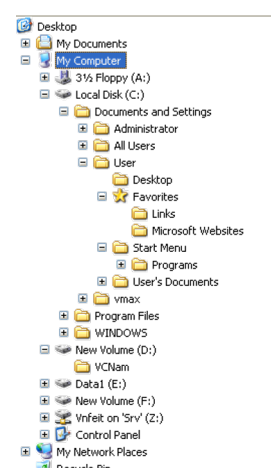 Desktop
My Documents
My Computer
3½ Floppy (A:)
Local Disk (C:)
Documents and Settings
Administrator
All Users
User
Desktop
Favorites
Links
Microsoft Websites
Start Menu
Programs
User's Documents
vmax
Program Files
WINDOWS
New Volume (D:)
VCNam
Data1 (E:)
New Volume (F:)
Vnfeit on 'Srv' (Z:)
Control Panel
My Network Places
Recycle Bin